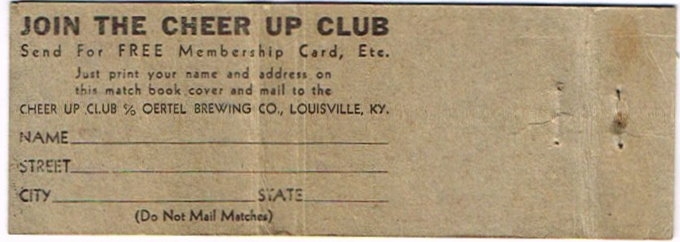 JOIN THE CHEER UP CLUB
Send For FREE Membership Card, Etc.
Just print your name and address on
this match book cover and mail to the
CHEER UP CLUB ℅ OERTEL BREWING CO., LOUISVILLE, KY.
NAME
STREET
CITY STATE
(Do Not Mail Matches)